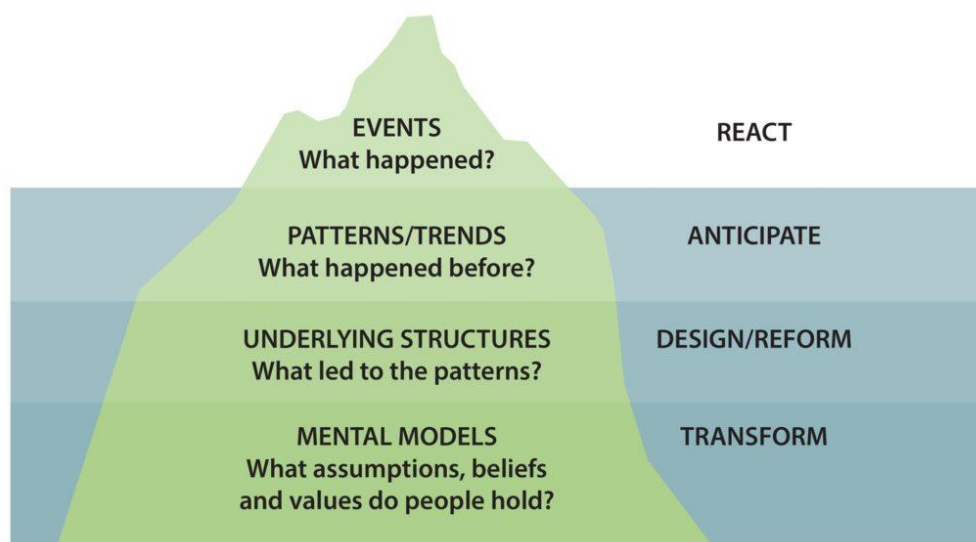 EVENTS
What happened?
REACT
PATTERNS/TRENDS
What happened before?
ANTICIPATE
UNDERLYING STRUCTURES
What led to the patterns?
DESIGN/REFORM
MENTAL MODELS
What assumptions, beliefs
and values do people hold?
TRANSFORM